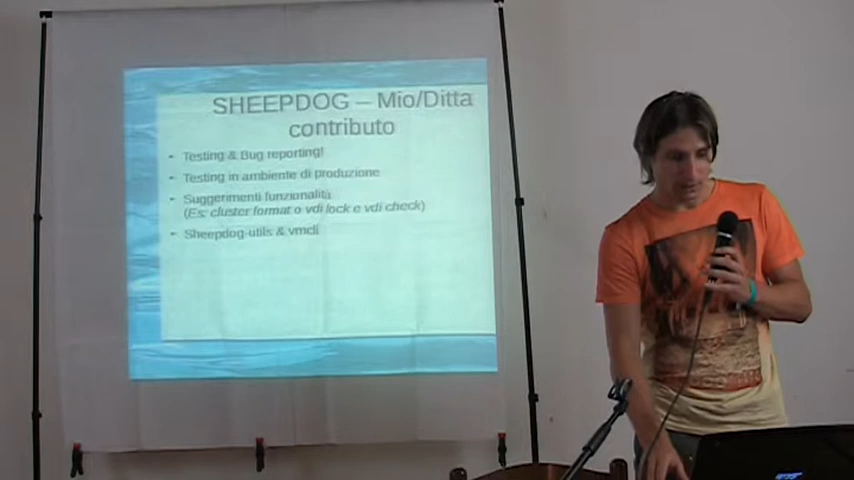 SHEEPDOG – Mio/Ditta
contributo
• Testing & Bug reporting!
• Testing in ambiente di produzione
• Suggerimenti funzionalità
(Es: cluster format o vdi lock e vdi check)
• Sheepdog-utils & vmcli